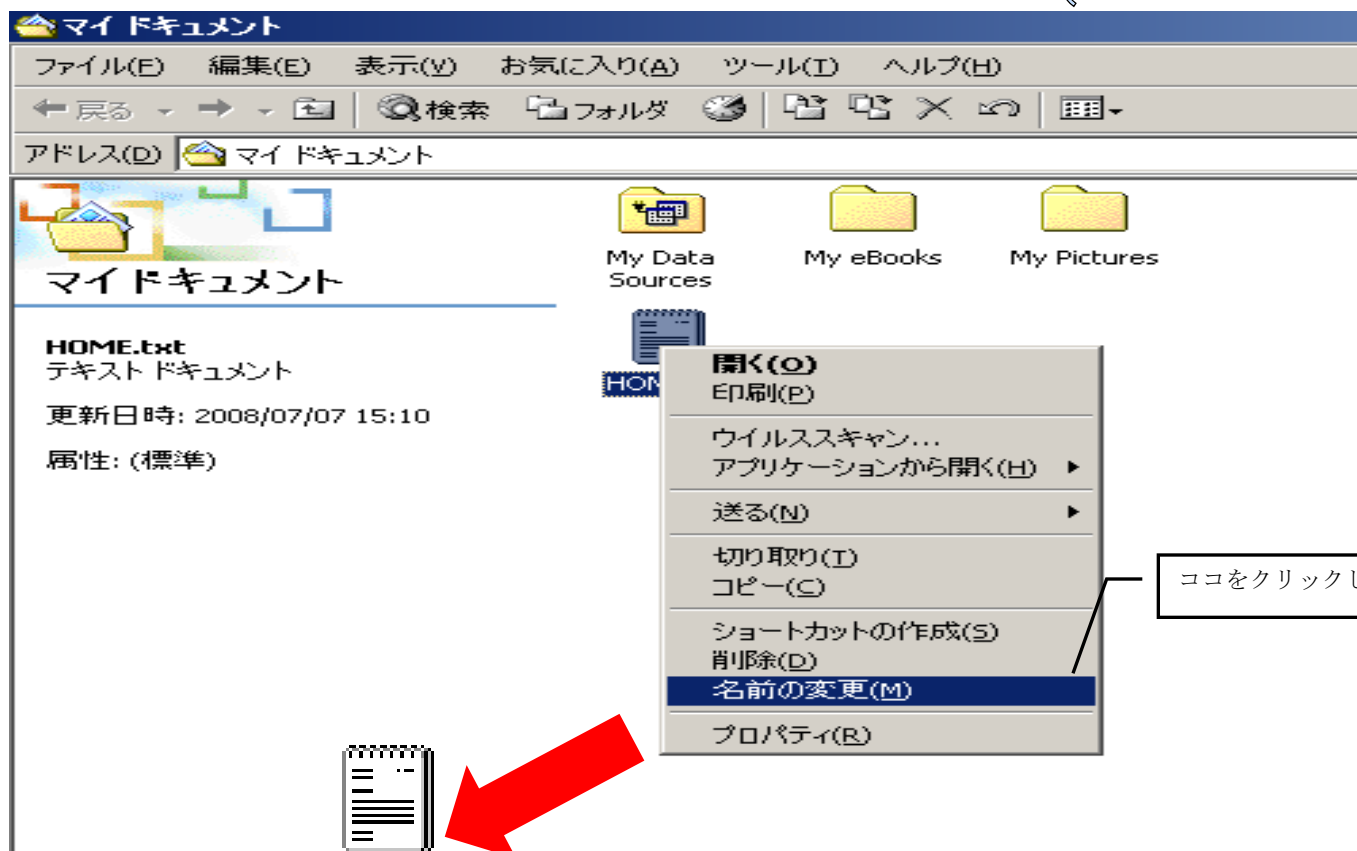 マイ ドキュメント
ファイル(F) 編集(E) 表示(V) お気に入り(A) ツール(T) ヘルプ(H)
戻る 検索 フォルダ
アドレス(D) マイ ドキュメント
マイ ドキュメント
HOME.txt
テキスト ドキュメント
更新日時: 2008/07/07 15:10
属性: (標準)
My Data
Sources
My eBooks
My Pictures
HOM
開く(O)
印刷(P)
ウイルススキャン...
アプリケーションから開く(H)
送る(N)
切り取り(T)
コピー(C)
ショートカットの作成(S)
削除(D)
名前の変更(M)
プロパティ(R)
ココをクリックし